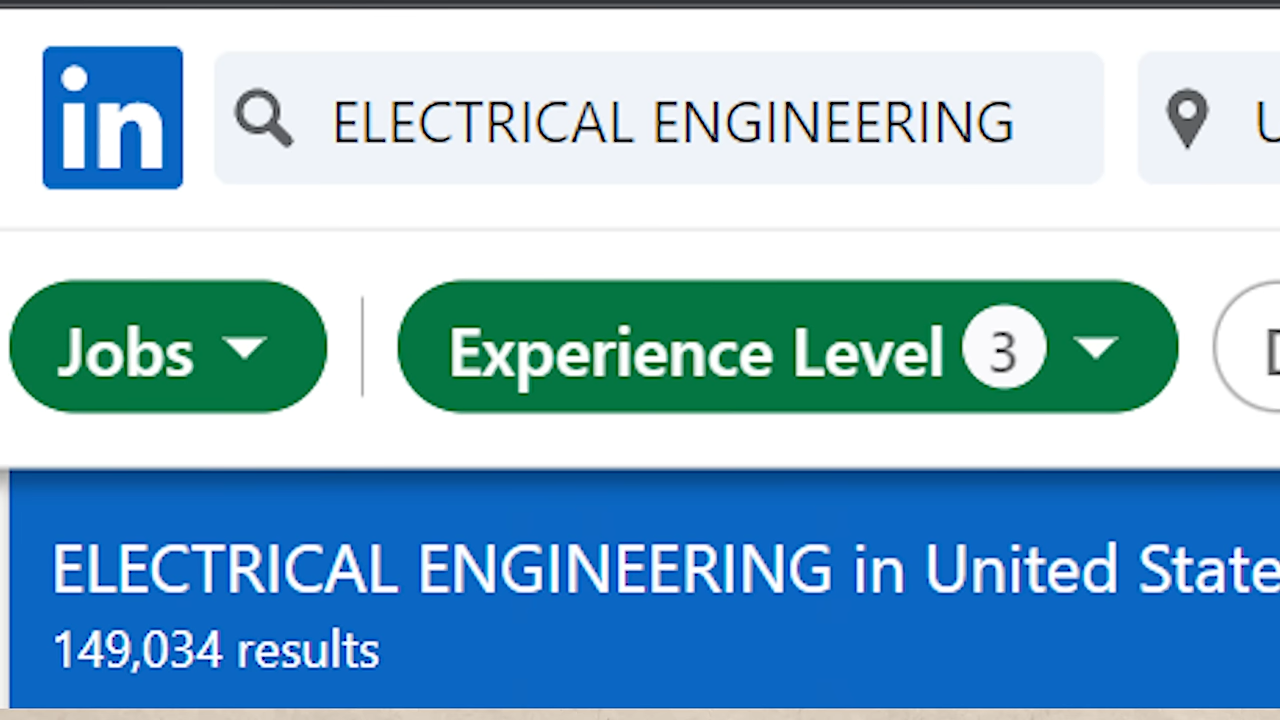 in ELECTRICAL ENGINEERING U
Jobs Experience Level 3 D
ELECTRICAL ENGINEERING in United State
149,034 results